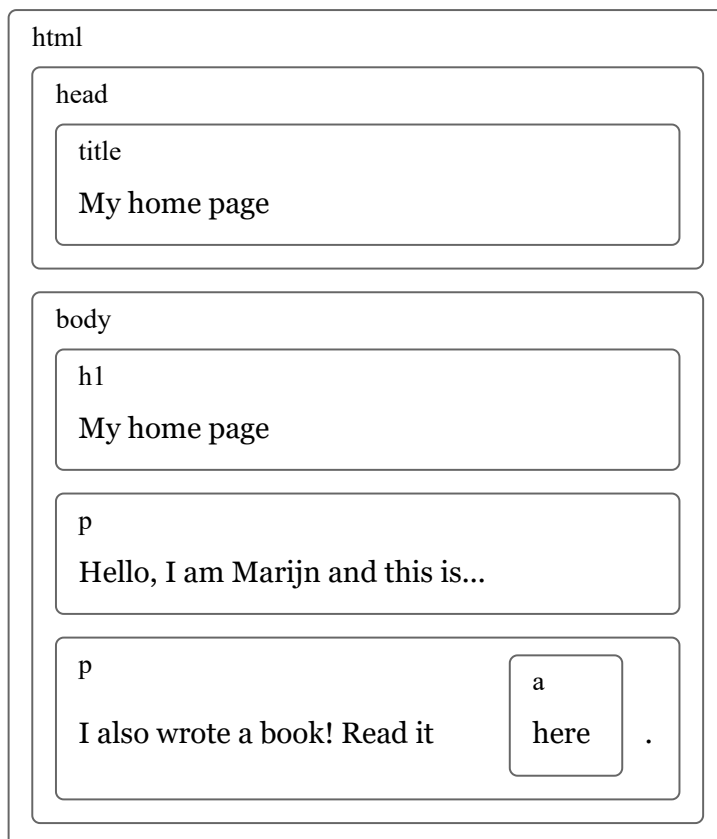 html
head
title
My home page
body
h1
My home page
p
Hello, I am Marijn and this is...
p
a
I also wrote a book! Read it here .